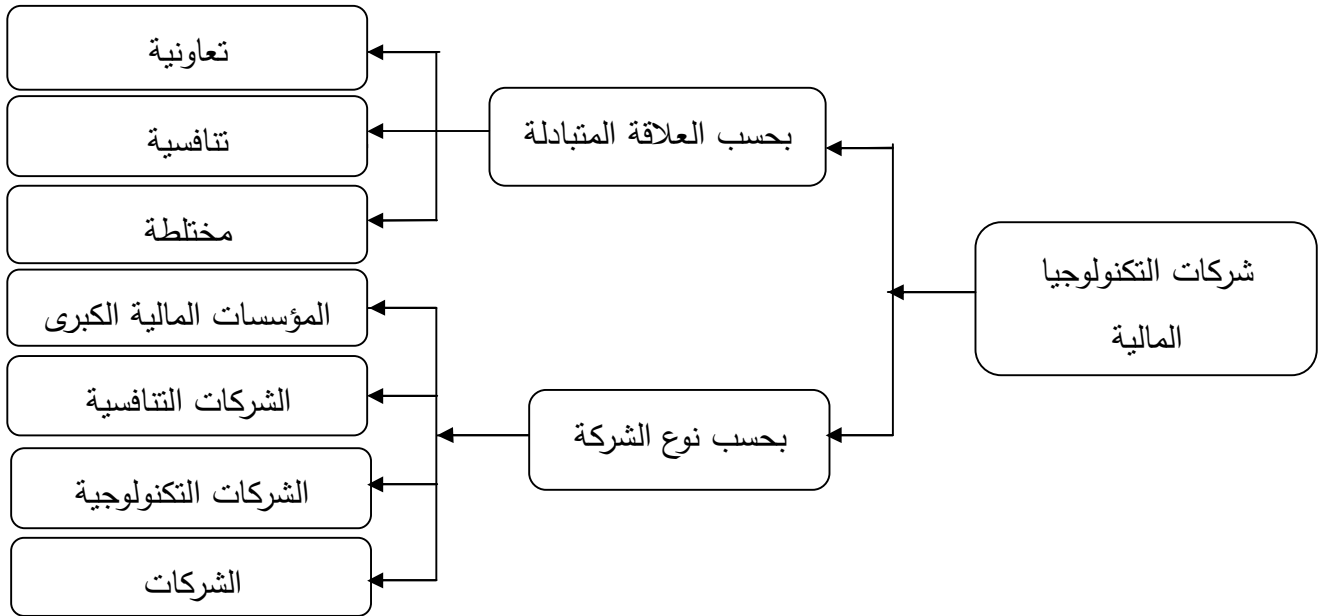 شركات التكنولوجيا
المالية
بحسب العلاقة المتبادلة
تعاونية
تنافسية
مختلطة
بحسب نوع الشركة
المؤسسات المالية الكبرى
الشركات التنافسية
الشركات التكنولوجية
الشركات